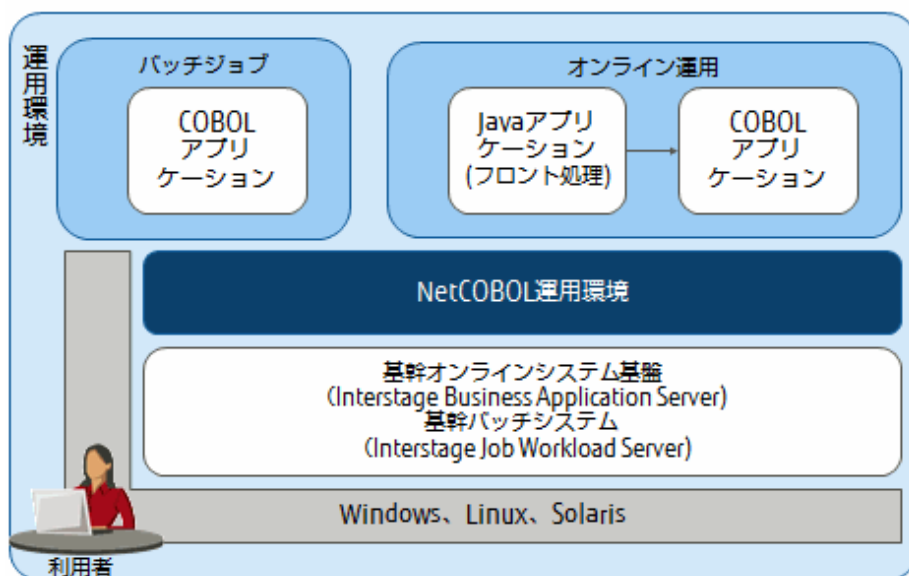 運用環境
バッチジョブ
COBOL
アプリ
ケーション
オンライン運用
Javaアプリ
ケーション
(フロント処理)
COBOL
アプリ
ケーション
NetCOBOL運用環境
基幹オンラインシステム基盤
（Interstage Business Application Server)
基幹バッチシステム
（Interstage Job Workload Server)
Windows、Linux、Solaris
利用者